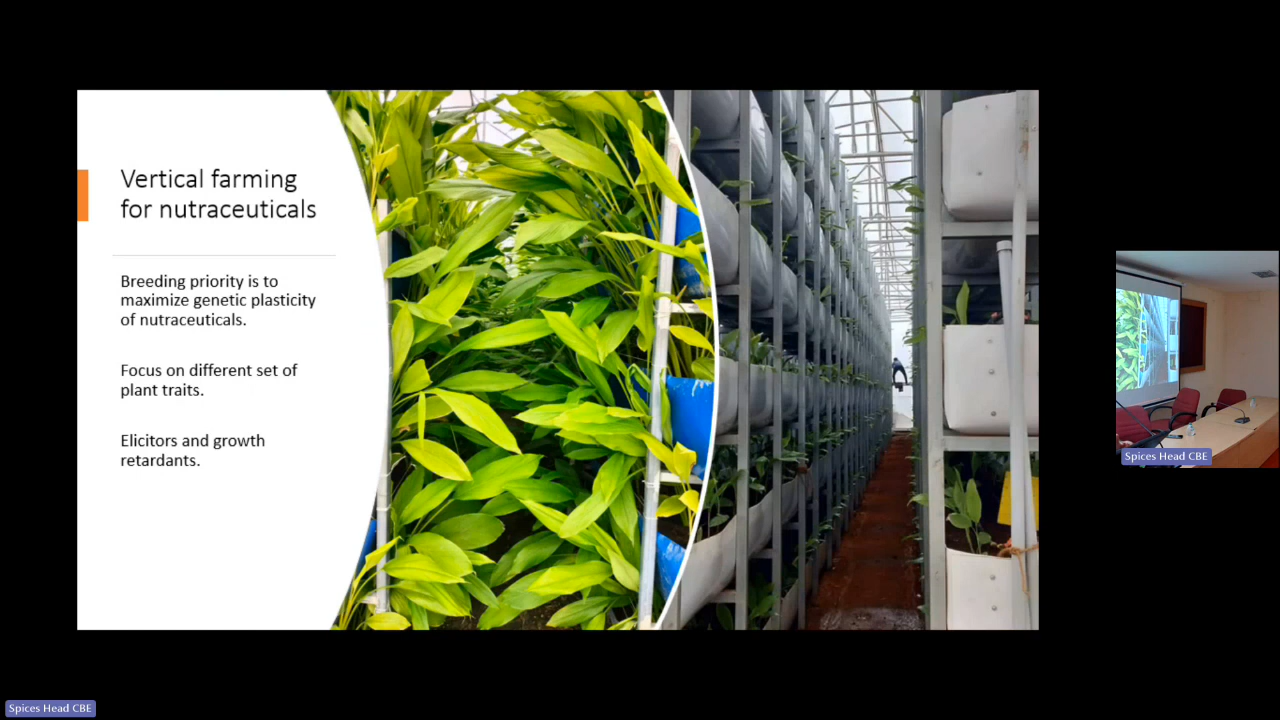 Vertical farming
for nutraceuticals
Breeding priority is to
maximize genetic plasticity
of nutraceuticals.
Focus on different set of
plant traits.
Elicitors and growth
retardants.
Spices Head CBE
Spices Head CBE